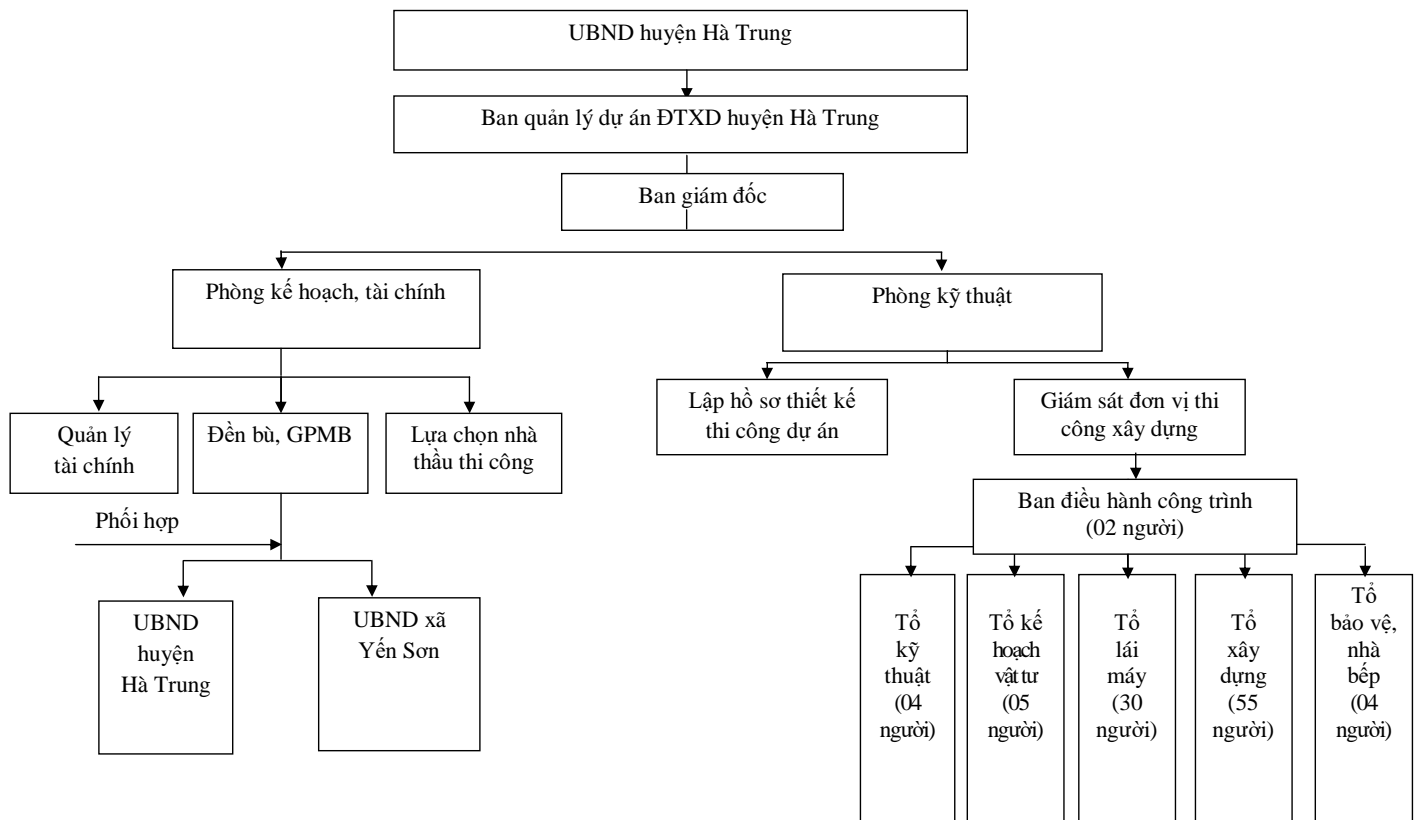 UBND huyện Hà Trung
Ban quản lý dự án ĐTXD huyện Hà Trung
Ban giám đốc
Phòng kế hoạch, tài chính
Phòng kỹ thuật
Quản lý
tài chính
Đền bù, GPMB
Lựa chọn nhà
thầu thi công
Lập hồ sơ thiết kế
thi công dự án
Giám sát đơn vị thi
công xây dựng
Phối hợp
Ban điều hành công trình
(02 người)
UBND
huyện
Hà Trung
UBND xã
Yến Sơn
Tổ
kỹ
thuật
(04
người)
Tổ kế
hoạch
vật tư
(05
người)
Tổ
lái
máy
(30
người)
Tổ
xây
dựng
(55
người)
Tổ
bảo vệ,
nhà
bếp
(04
người)